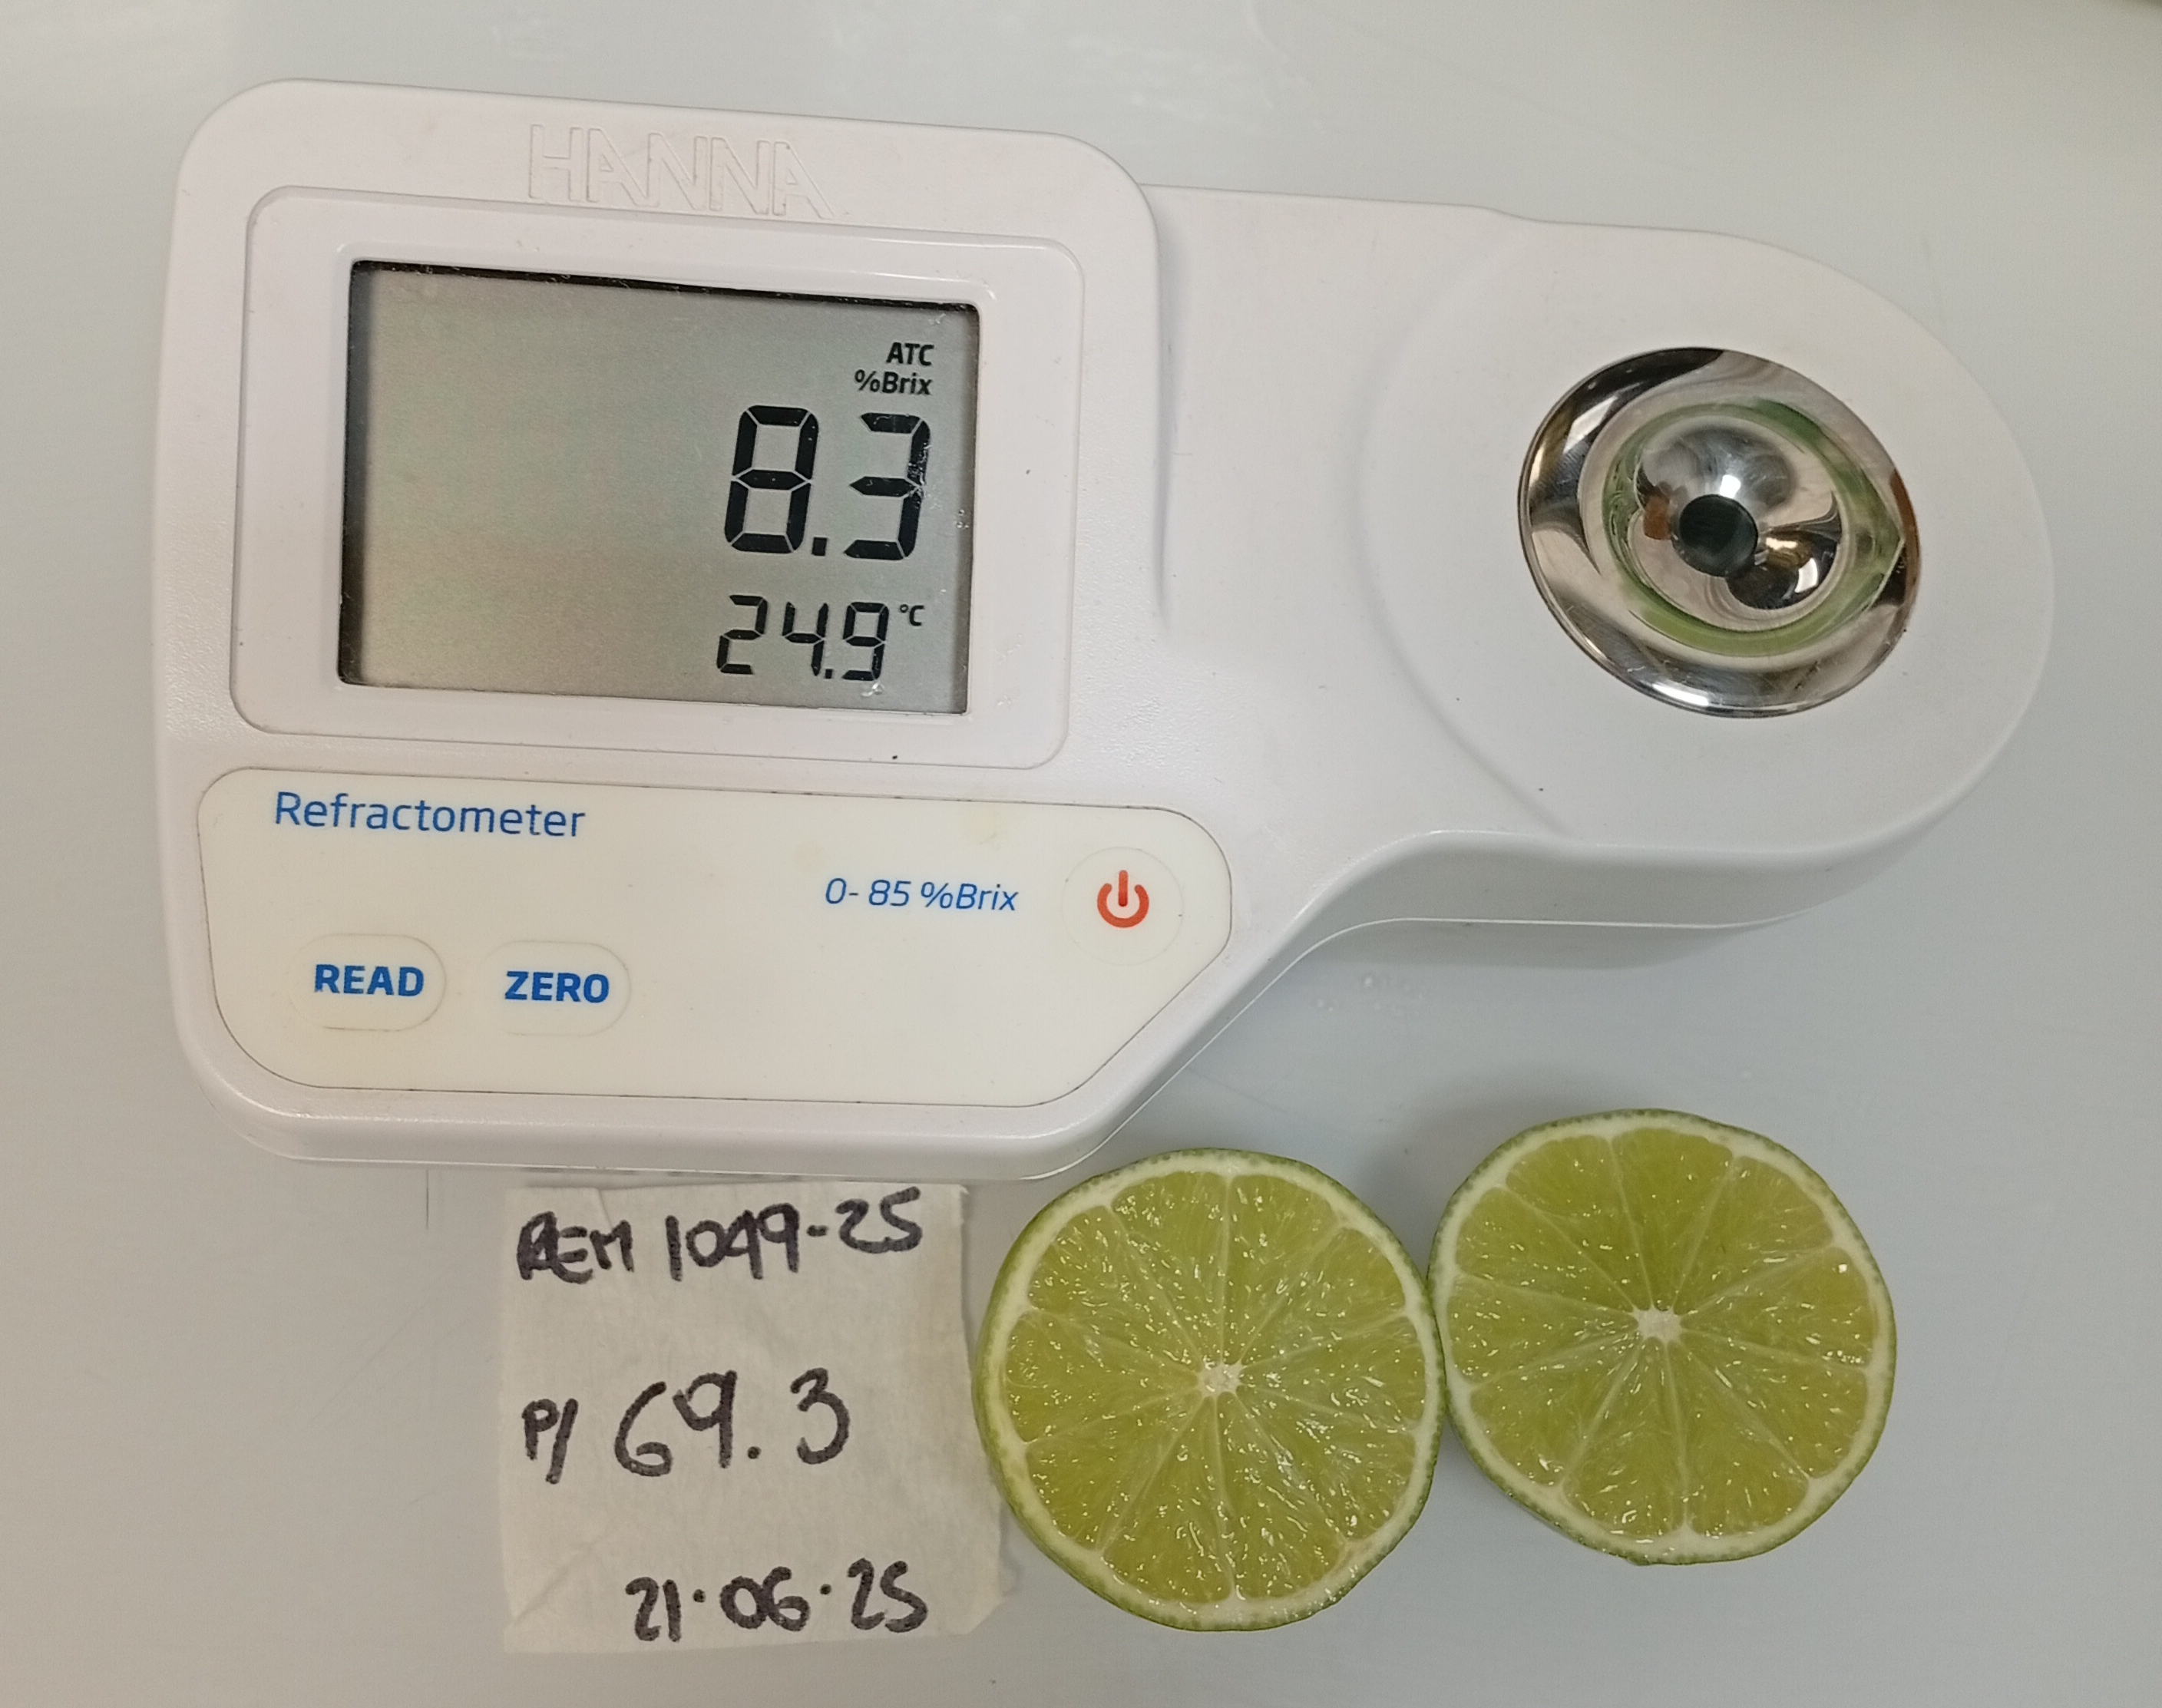 HANNA
ATC
%Brix
8.3
24.9 °C
Refractometer
0-85 %Brix
READ
ZERO
REM 1049-25
P/ 69.3
21.06.25